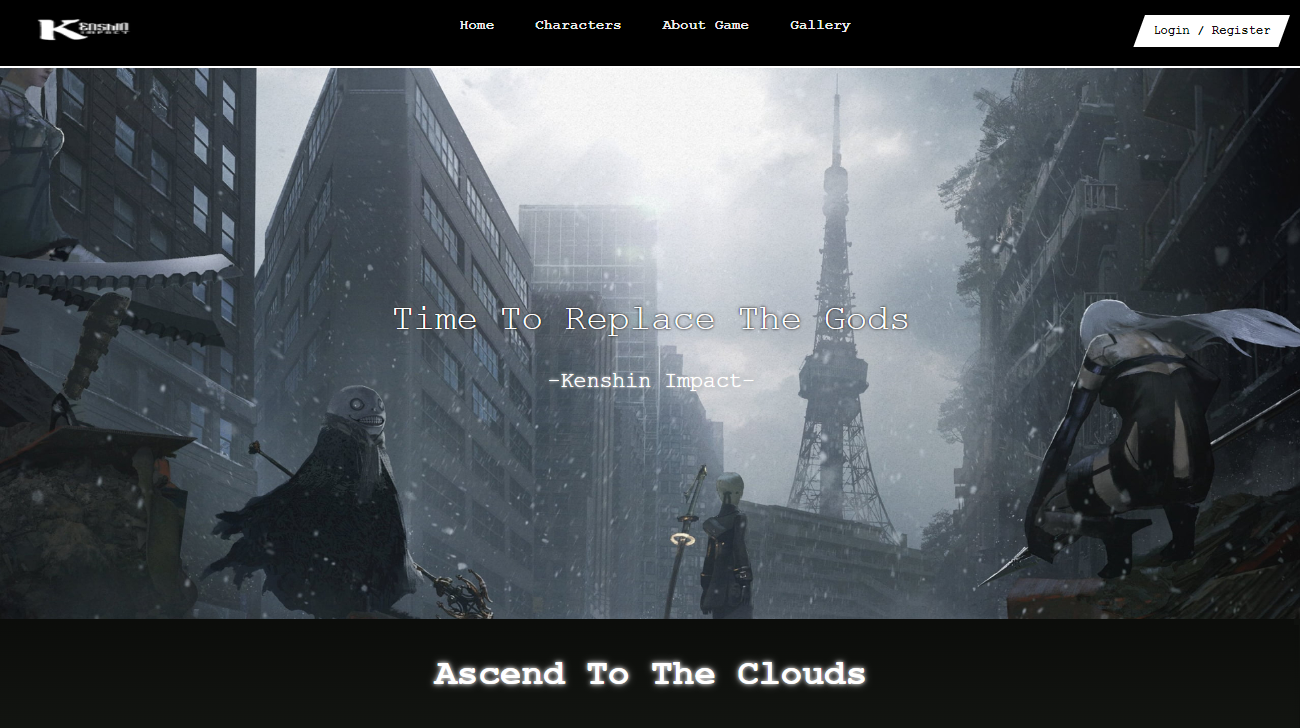 Kenshin
IMPACT
Home
Characters
About Game
Gallery
Login / Register
Time To Replace The Gods
-Kenshin Impact-
Ascend To The Clouds